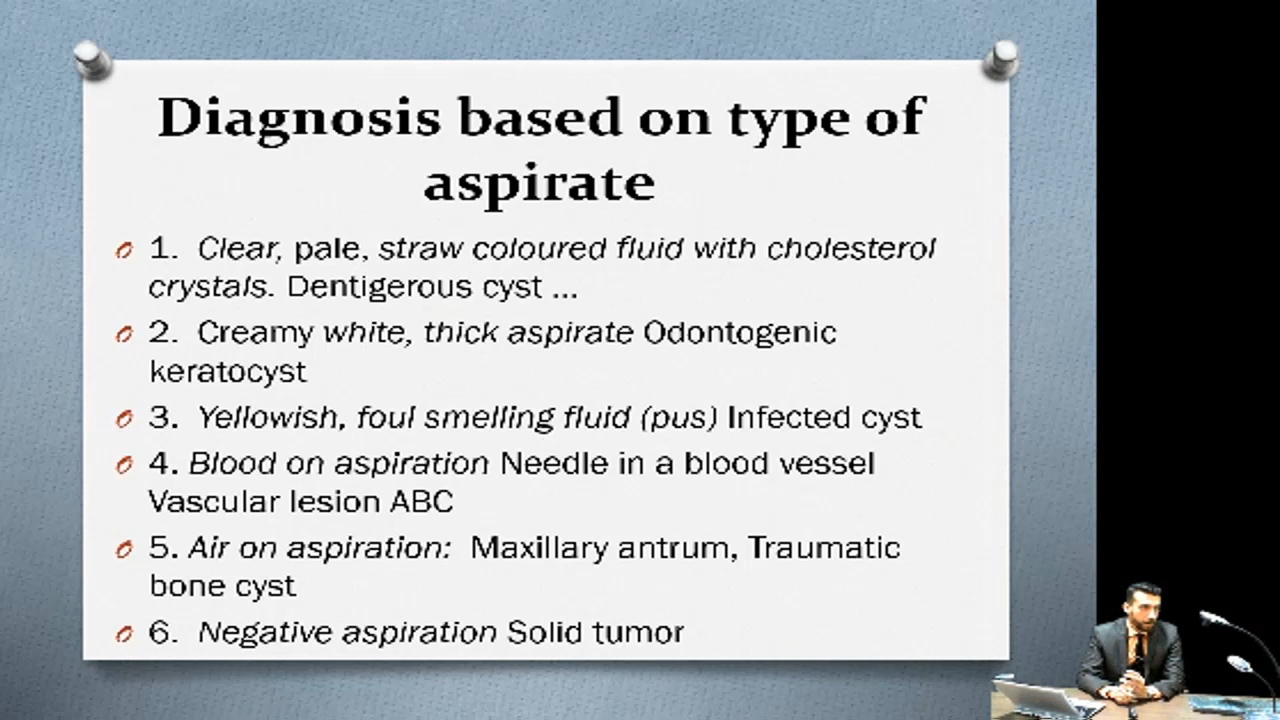 Diagnosis based on type of
aspirate
1. Clear, pale, straw coloured fluid with cholesterol
crystals. Dentigerous cyst ...
2. Creamy white, thick aspirate Odontogenic
keratocyst
3. Yellowish, foul smelling fluid (pus) Infected cyst
4. Blood on aspiration Needle in a blood vessel
Vascular lesion ABC
5. Air on aspiration: Maxillary antrum, Traumatic
bone cyst
6. Negative aspiration Solid tumor